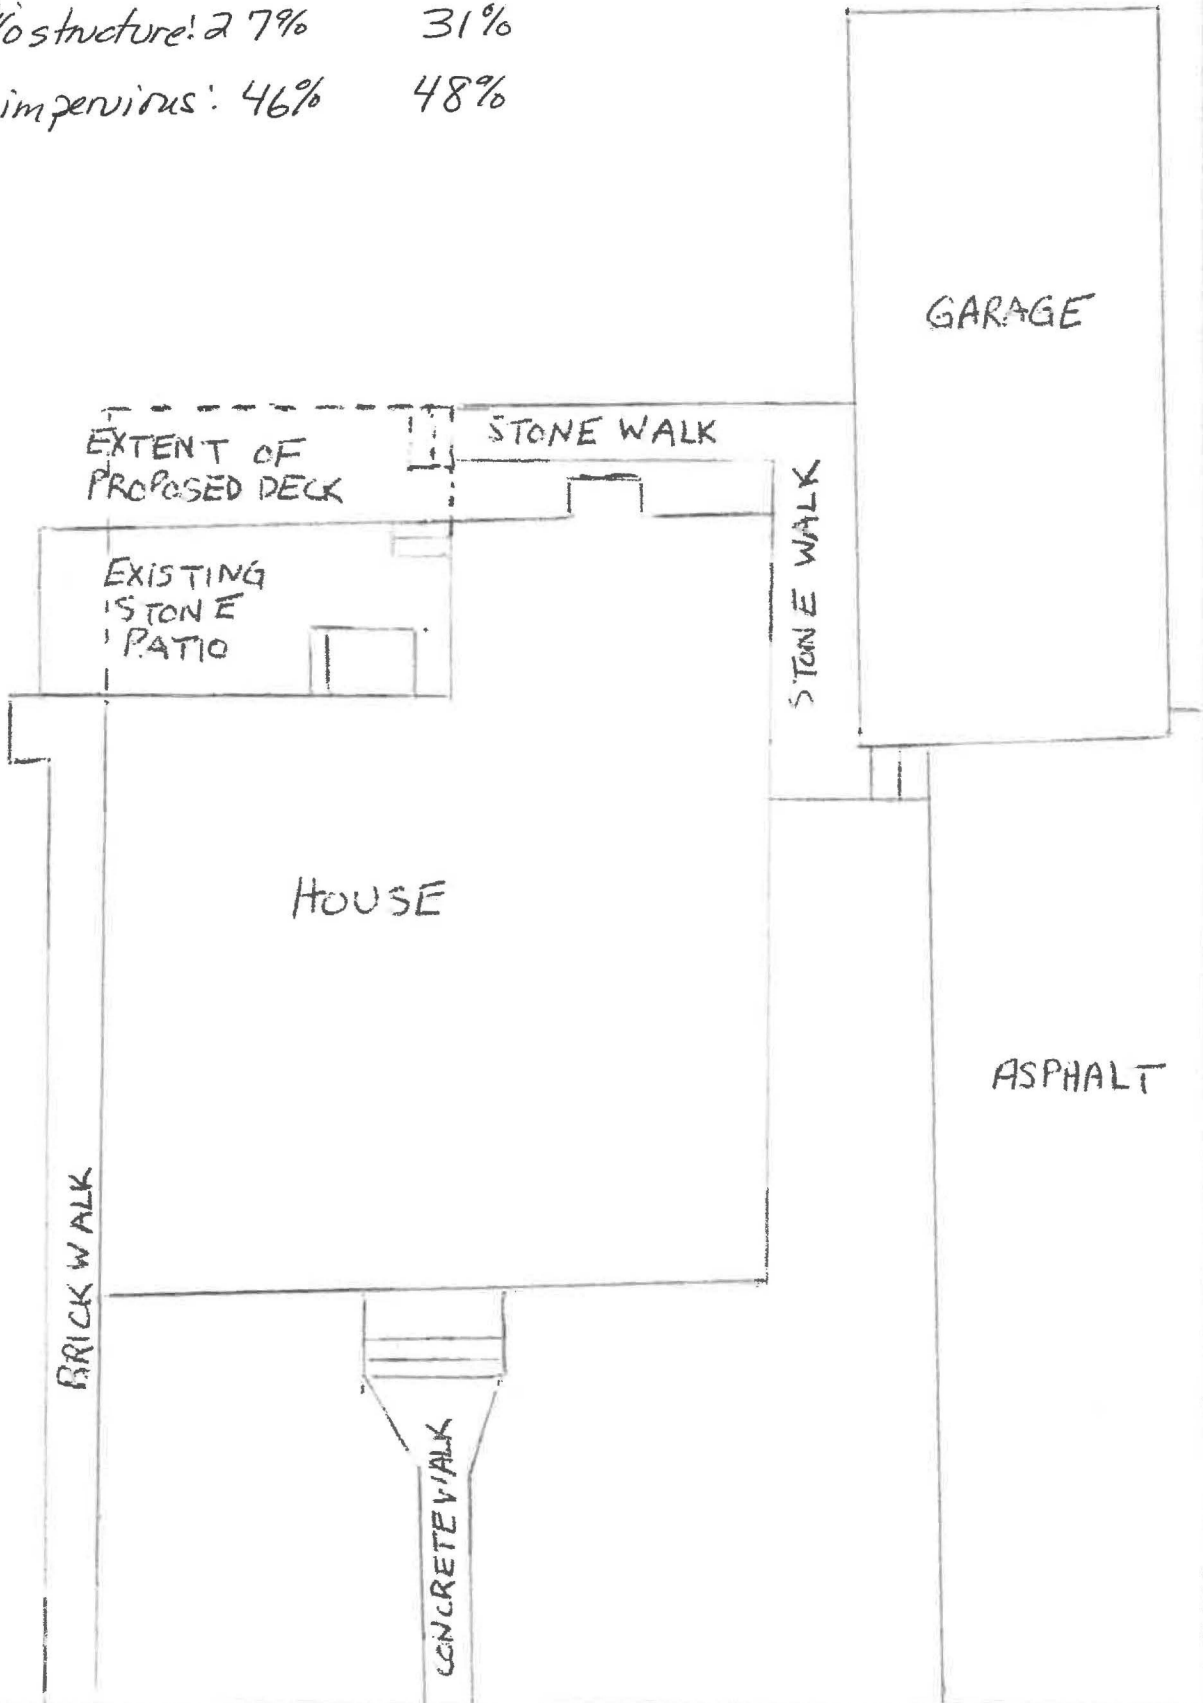 % structure: 27% 31%
impervious: 46% 48%
GARAGE
STONE WALK
EXTENT OF
PROPOSED DECK
STONE WALK
EXISTING
STONE
PATIO
HOUSE
ASPHALT
BRICK WALK
CONCRETE WALK